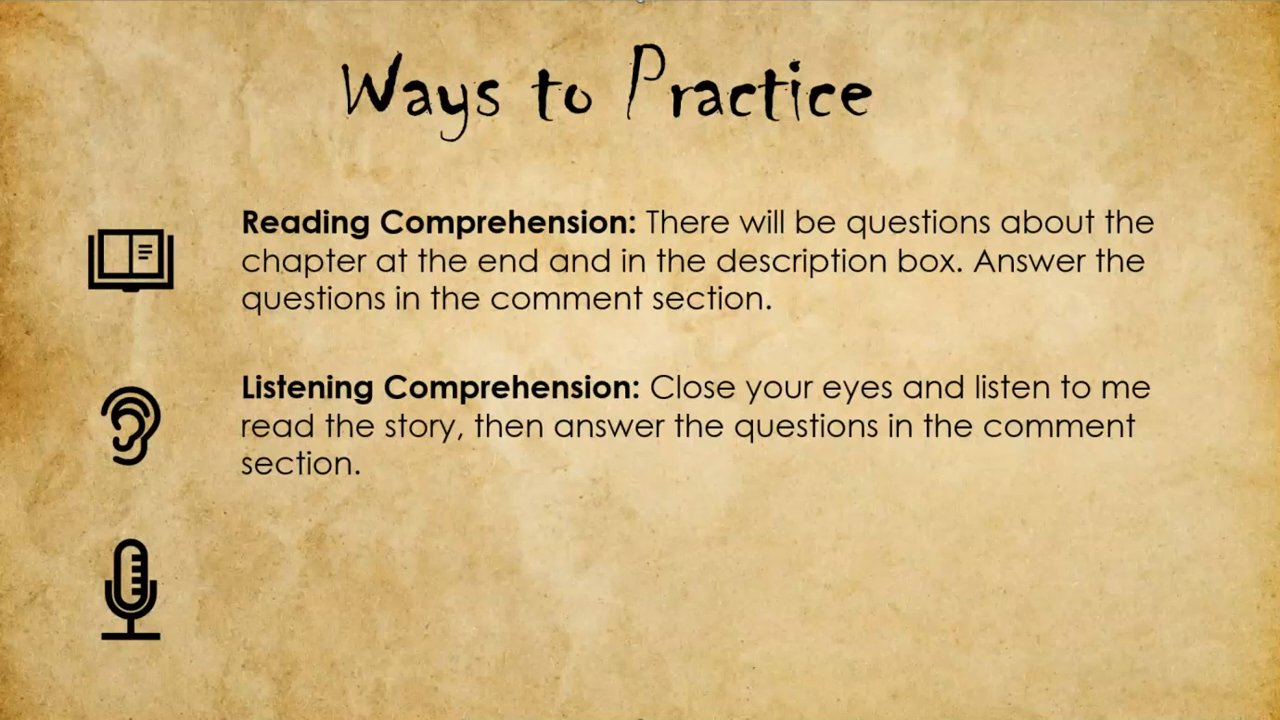 Ways to Practice
Reading Comprehension: There will be questions about the
chapter at the end and in the description box. Answer the
questions in the comment section.
Listening Comprehension: Close your eyes and listen to me
read the story, then answer the questions in the comment
section.